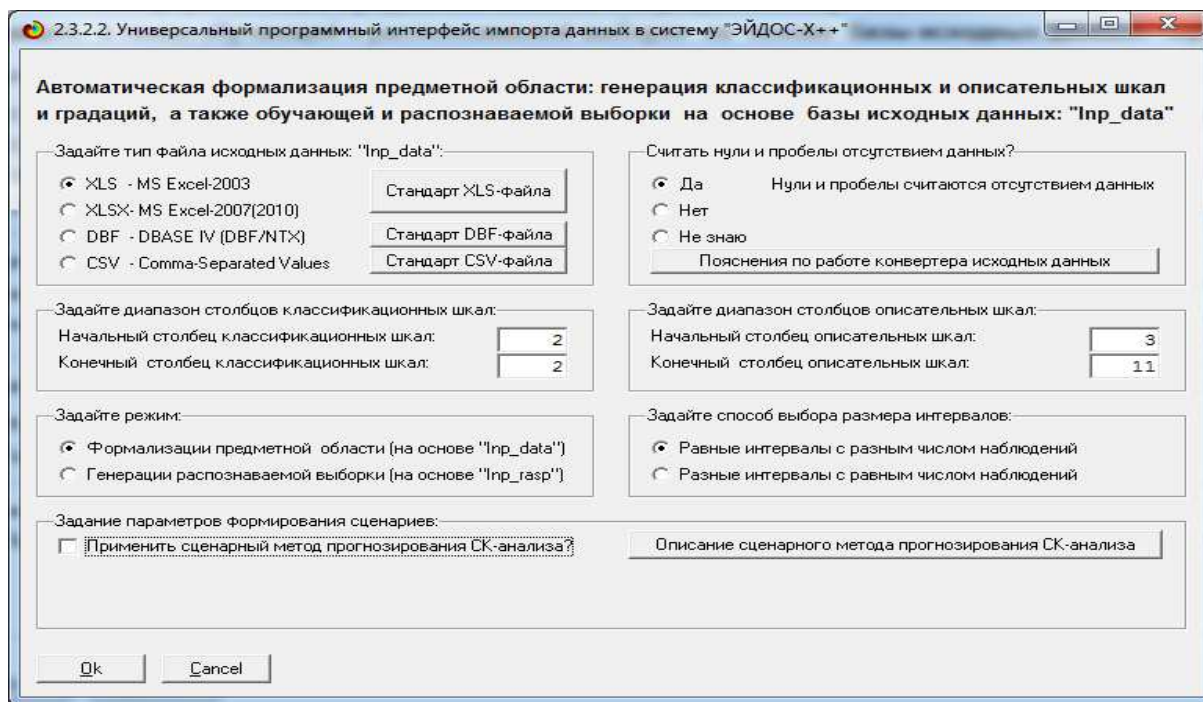 2.3.2.2. Универсальный программный интерфейс импорта данных в систему "ЭЙДОС-X++"
Автоматическая формализация предметной области: генерация классификационных и описательных шкал
и градаций, а также обучающей и распознаваемой выборки на основе базы исходных данных: "Inp_data"
Задайте тип файла исходных данных: "Inp_data":
XLS - MS Excel-2003
XLSX- MS Excel-2007(2010)
DBF - DBASE IV (DBF/NTX)
CSV - Comma-Separated Values
Стандарт XLS-файла
Стандарт DBF-файла
Стандарт CSV-файла
Считать нули и пробелы отсутствием данных?
Да Нули и пробелы считаются отсутствием данных
Нет
Не знаю
Пояснения по работе конвертера исходных данных
Задайте диапазон столбцов классификационных шкал:
Начальный столбец классификационных шкал: 2
Конечный столбец классификационных шкал: 2
Задайте диапазон столбцов описательных шкал:
Начальный столбец описательных шкал: 3
Конечный столбец описательных шкал: 11
Задайте режим:
Формализации предметной области (на основе "Inp_data")
Генерации распознаваемой выборки (на основе "Inp_rasp")
Задайте способ выбора размера интервалов:
Равные интервалы с разным числом наблюдений
Разные интервалы с равным числом наблюдений
Задание параметров формирования сценариев:
Применить сценарный метод прогнозирования СК-анализа?
Описание сценарного метода прогнозирования СК-анализа
Ok
Cancel